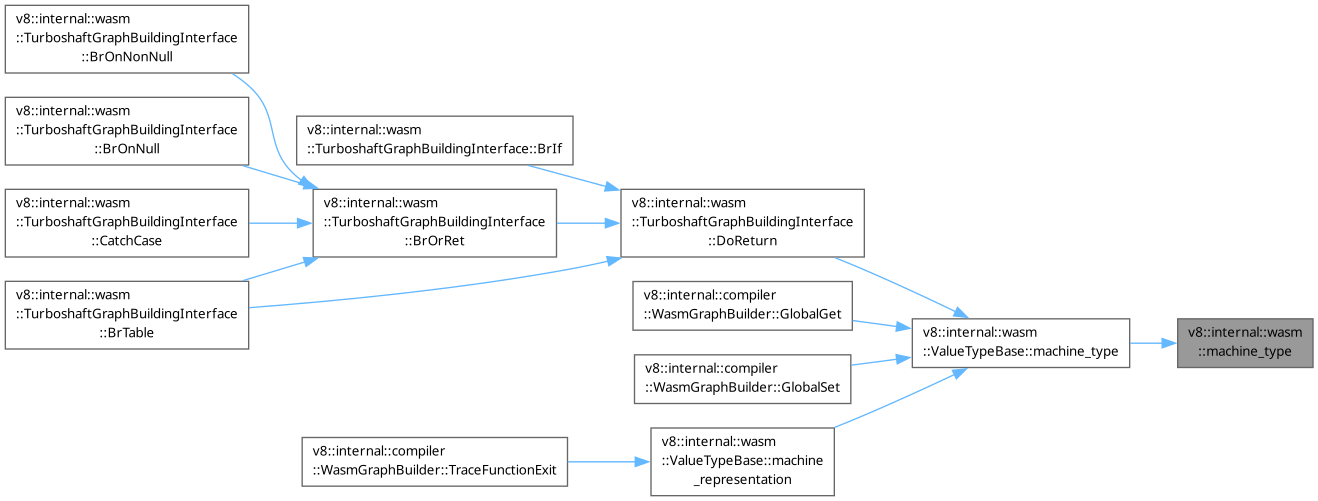 v8::internal::wasm
::TurboshaftGraphBuildingInterface
::BrOnNonNull
v8::internal::wasm
::TurboshaftGraphBuildingInterface
::BrOnNull
v8::internal::wasm
::TurboshaftGraphBuildingInterface
::CatchCase
v8::internal::wasm
::TurboshaftGraphBuildingInterface
::BrTable
v8::internal::wasm
::TurboshaftGraphBuildingInterface::BrIf
v8::internal::wasm
::TurboshaftGraphBuildingInterface
::BrOrRet
v8::internal::compiler
::WasmGraphBuilder::TraceFunctionExit
v8::internal::wasm
::TurboshaftGraphBuildingInterface
::DoReturn
v8::internal::compiler
::WasmGraphBuilder::GlobalGet
v8::internal::compiler
::WasmGraphBuilder::GlobalSet
v8::internal::wasm
::ValueTypeBase::machine
_representation
v8::internal::wasm
::ValueTypeBase::machine_type
v8::internal::wasm
::machine_type